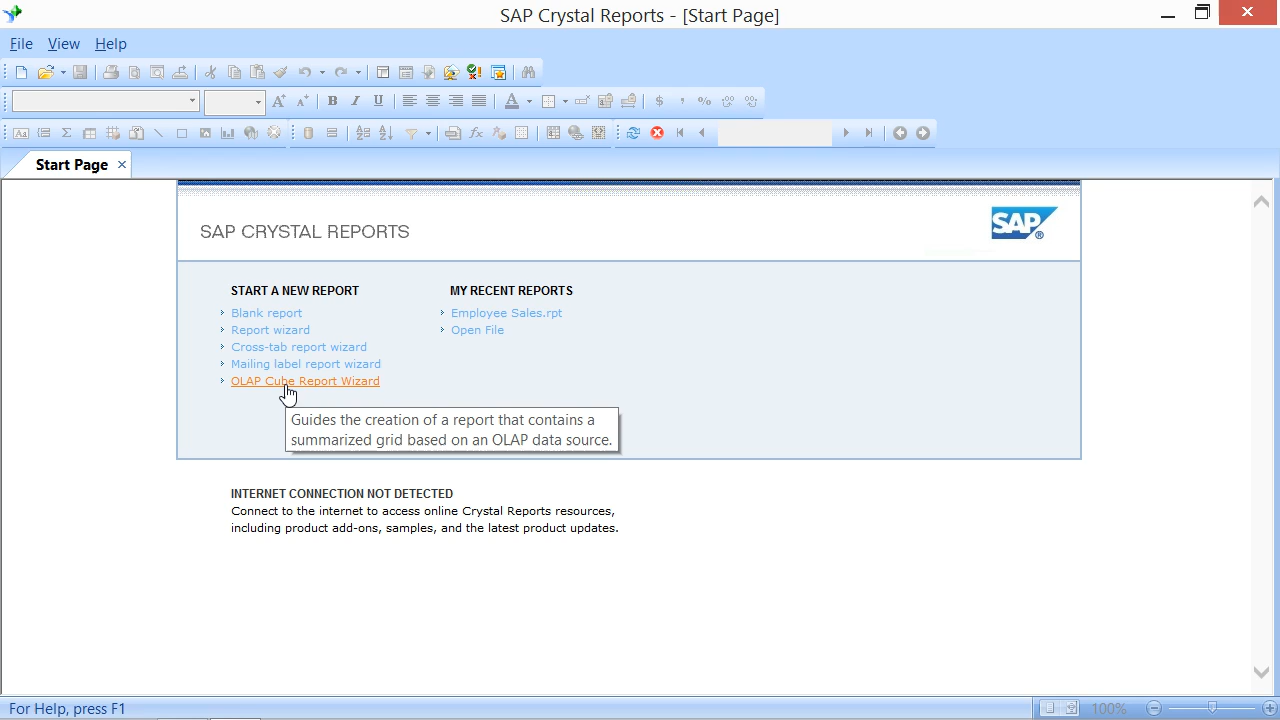 SAP Crystal Reports - [Start Page]
File View Help
B I U
$ , %
Start Page
SAP CRYSTAL REPORTS
SAP®
START A NEW REPORT
Blank report
Report wizard
Cross-tab report wizard
Mailing label report wizard
OLAP Cube Report Wizard
MY RECENT REPORTS
Employee Sales.rpt
Open File
Guides the creation of a report that contains a
summarized grid based on an OLAP data source.
INTERNET CONNECTION NOT DETECTED
Connect to the internet to access online Crystal Reports resources,
including product add-ons, samples, and the latest product updates.
For Help, press F1
100%